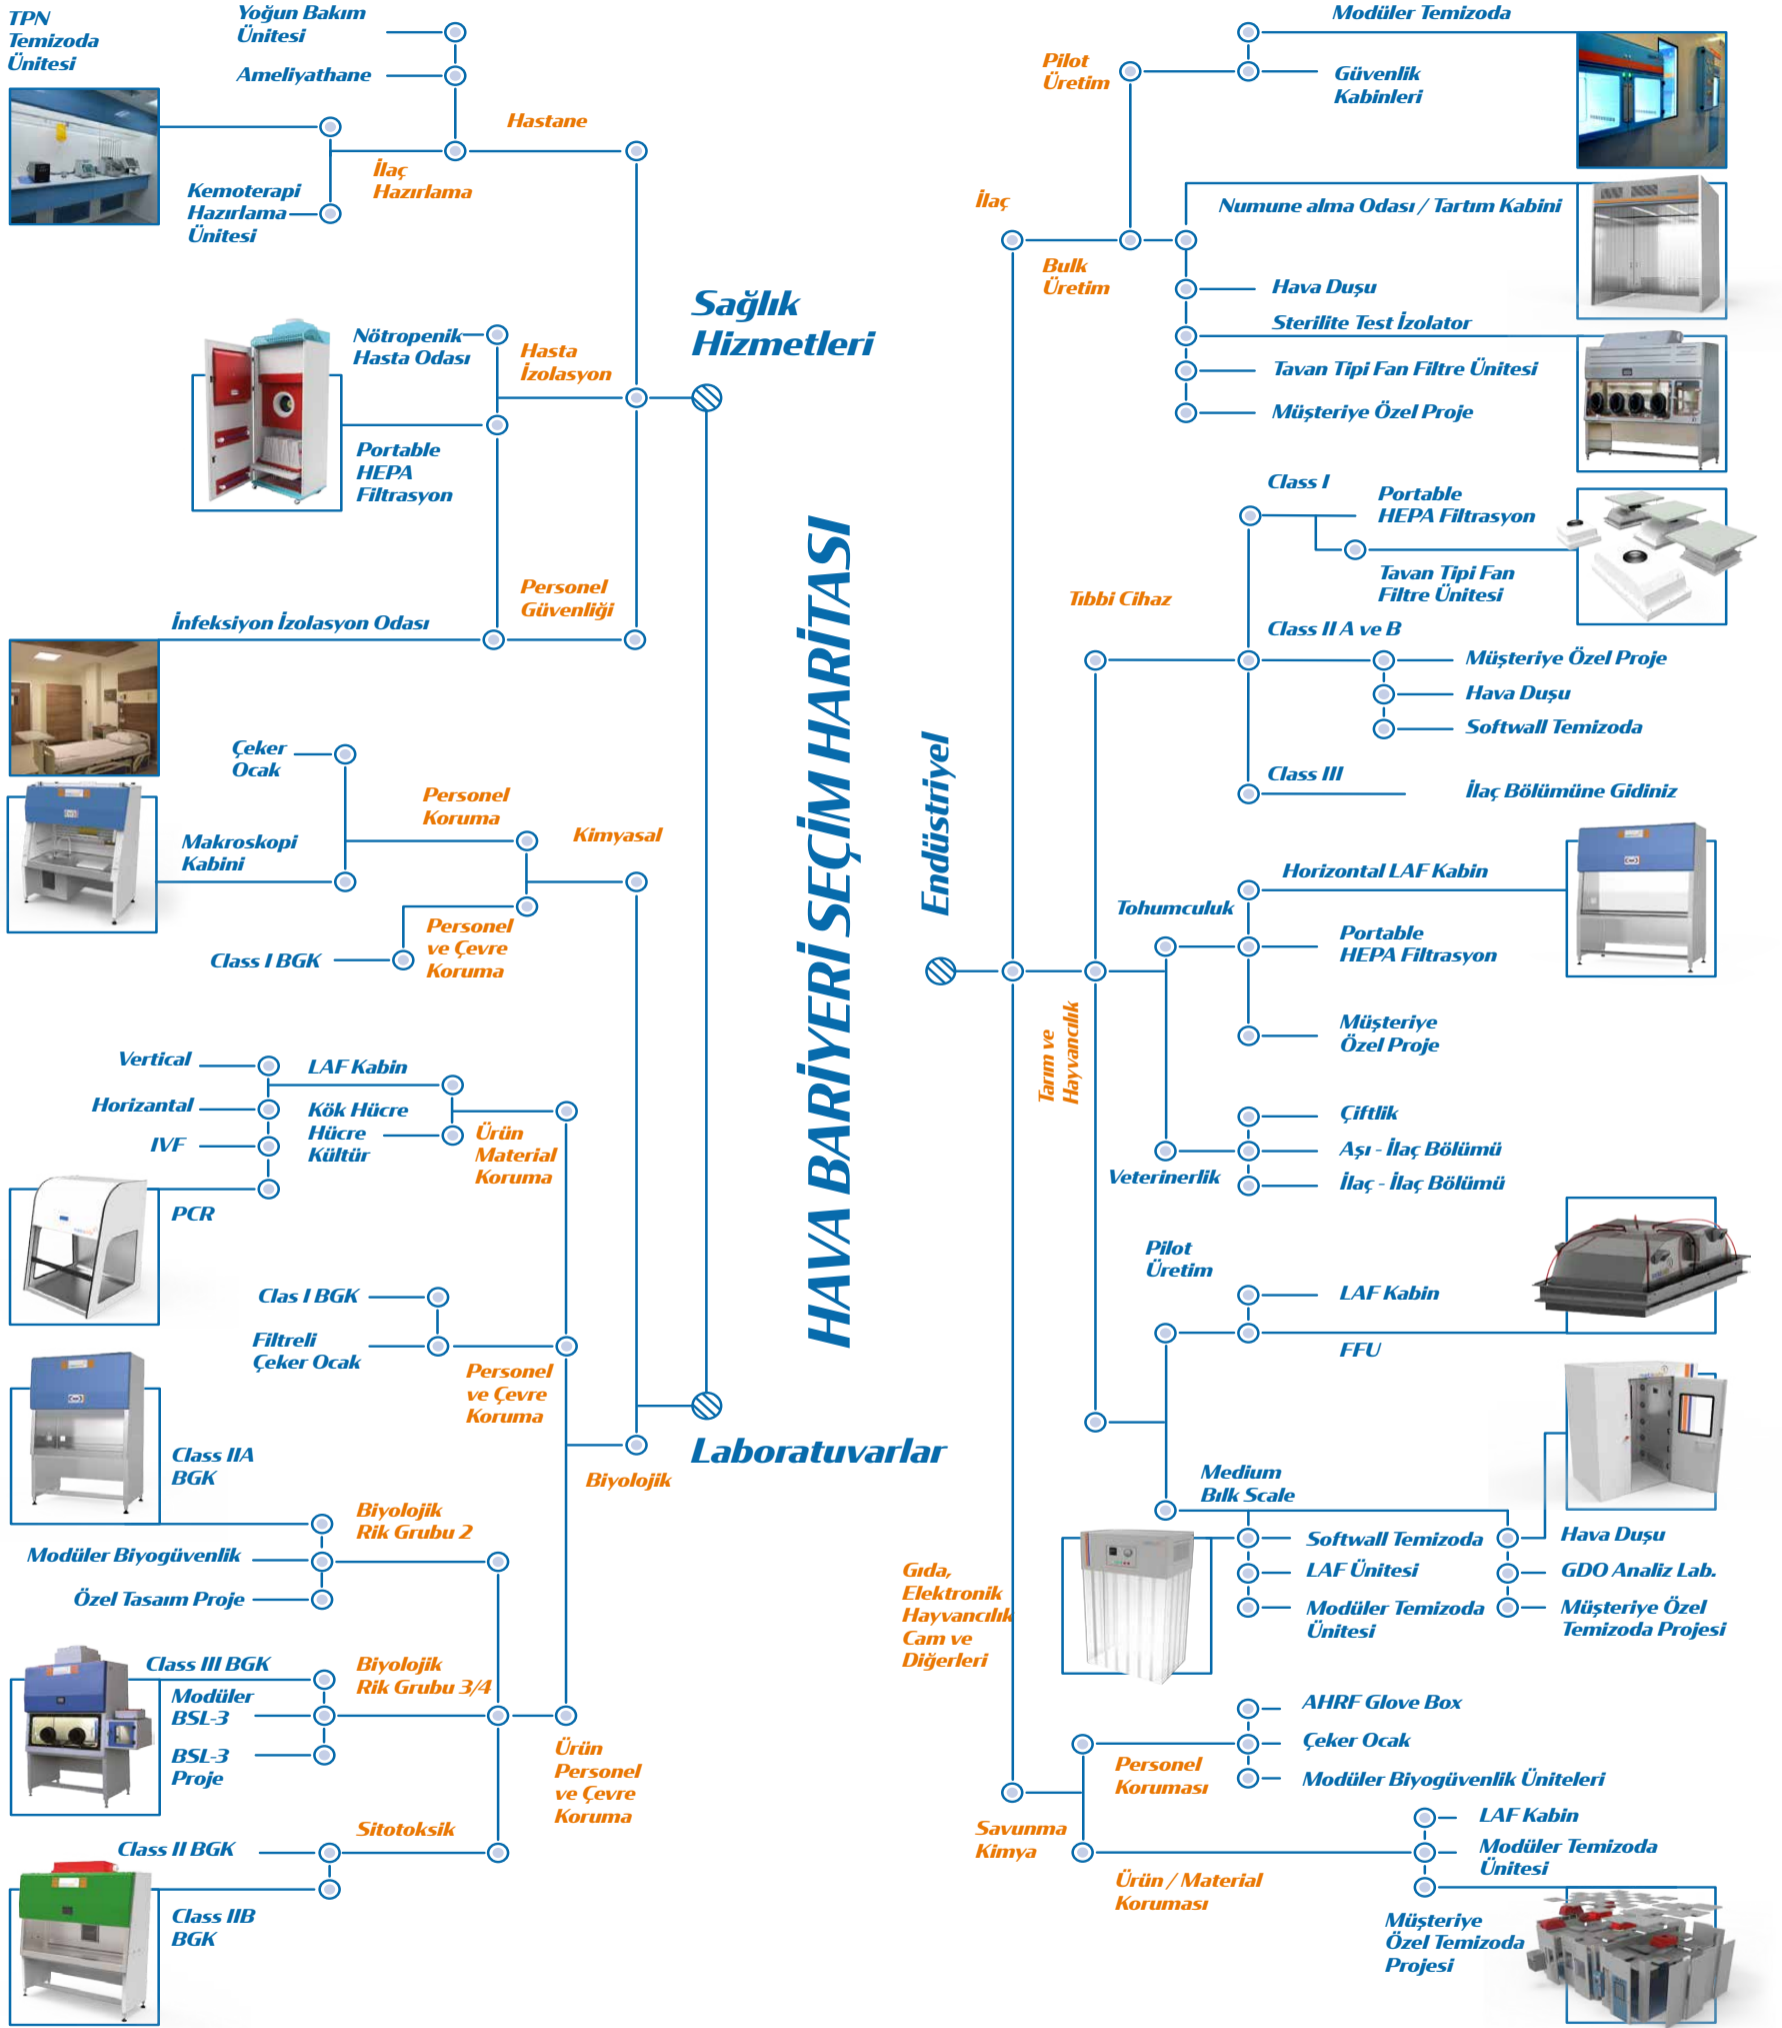 TPN
Temizoda
Ünitesi
Yoğun Bakım
Ünitesi
Ameliyathane
Hastane
İlaç
Hazırlama
Kemoterapi
Hazırlama
Ünitesi
Sağlık
Hizmetleri
Nötropenik
Hasta Odası
Hasta
İzolasyon
Portable
HEPA
Filtrasyon
Personel
Güvenliği
İnfeksiyon İzolasyon Odası
Çeker
Ocak
Personel
Koruma
Kimyasal
Makroskopi
Kabini
Personel
ve Çevre
Koruma
Class I BGK
Vertical
LAF Kabin
Horizantal
Kök Hücre
Hücre
Kültür
IVF
Ürün
Material
Koruma
PCR
Clas I BGK
Filtreli
Çeker Ocak
Personel
ve Çevre
Koruma
Laboratuvarlar
Class IIA
BGK
Biyolojik
Biyolojik
Rik Grubu 2
Modüler Biyogüvenlik
Özel Tasaım Proje
Class III BGK
Biyolojik
Rik Grubu 3/4
Modüler
BSL-3
BSL-3
Proje
Ürün
Personel
ve Çevre
Koruma
Sitotoksik
Class II BGK
Class IIB
BGK
HAVA BARİYERİ SEÇİM HARİTASI
Endüstriyel
Modüler Temizoda
Pilot
Üretim
Güvenlik
Kabinleri
İlaç
Numune alma Odası / Tartım Kabini
Bulk
Üretim
Hava Duşu
Sterilite Test İzolator
Tavan Tipi Fan Filtre Ünitesi
Müşteriye Özel Proje
Class I
Portable
HEPA Filtrasyon
Tavan Tipi Fan
Filtre Ünitesi
Tıbbi Cihaz
Class II A ve B
Müşteriye Özel Proje
Hava Duşu
Softwall Temizoda
Class III
İlaç Bölümüne Gidiniz
Horizontal LAF Kabin
Tohumculuk
Portable
HEPA Filtrasyon
Müşteriye
Özel Proje
Tarım ve
Hayvancılık
Çiftlik
Aşı - İlaç Bölümü
Veterinerlik
İlaç - İlaç Bölümü
Pilot
Üretim
LAF Kabin
FFU
Medium
Bılk Scale
Softwall Temizoda
Hava Duşu
LAF Ünitesi
GDO Analiz Lab.
Modüler Temizoda
Ünitesi
Müşteriye Özel
Temizoda Projesi
Gıda,
Elektronik
Hayvancılık
Cam ve
Diğerleri
AHRF Glove Box
Çeker Ocak
Personel
Koruması
Modüler Biyogüvenlik Üniteleri
Savunma
Kimya
LAF Kabin
Modüler Temizoda
Ünitesi
Ürün / Material
Koruması
Müşteriye
Özel Temizoda
Projesi